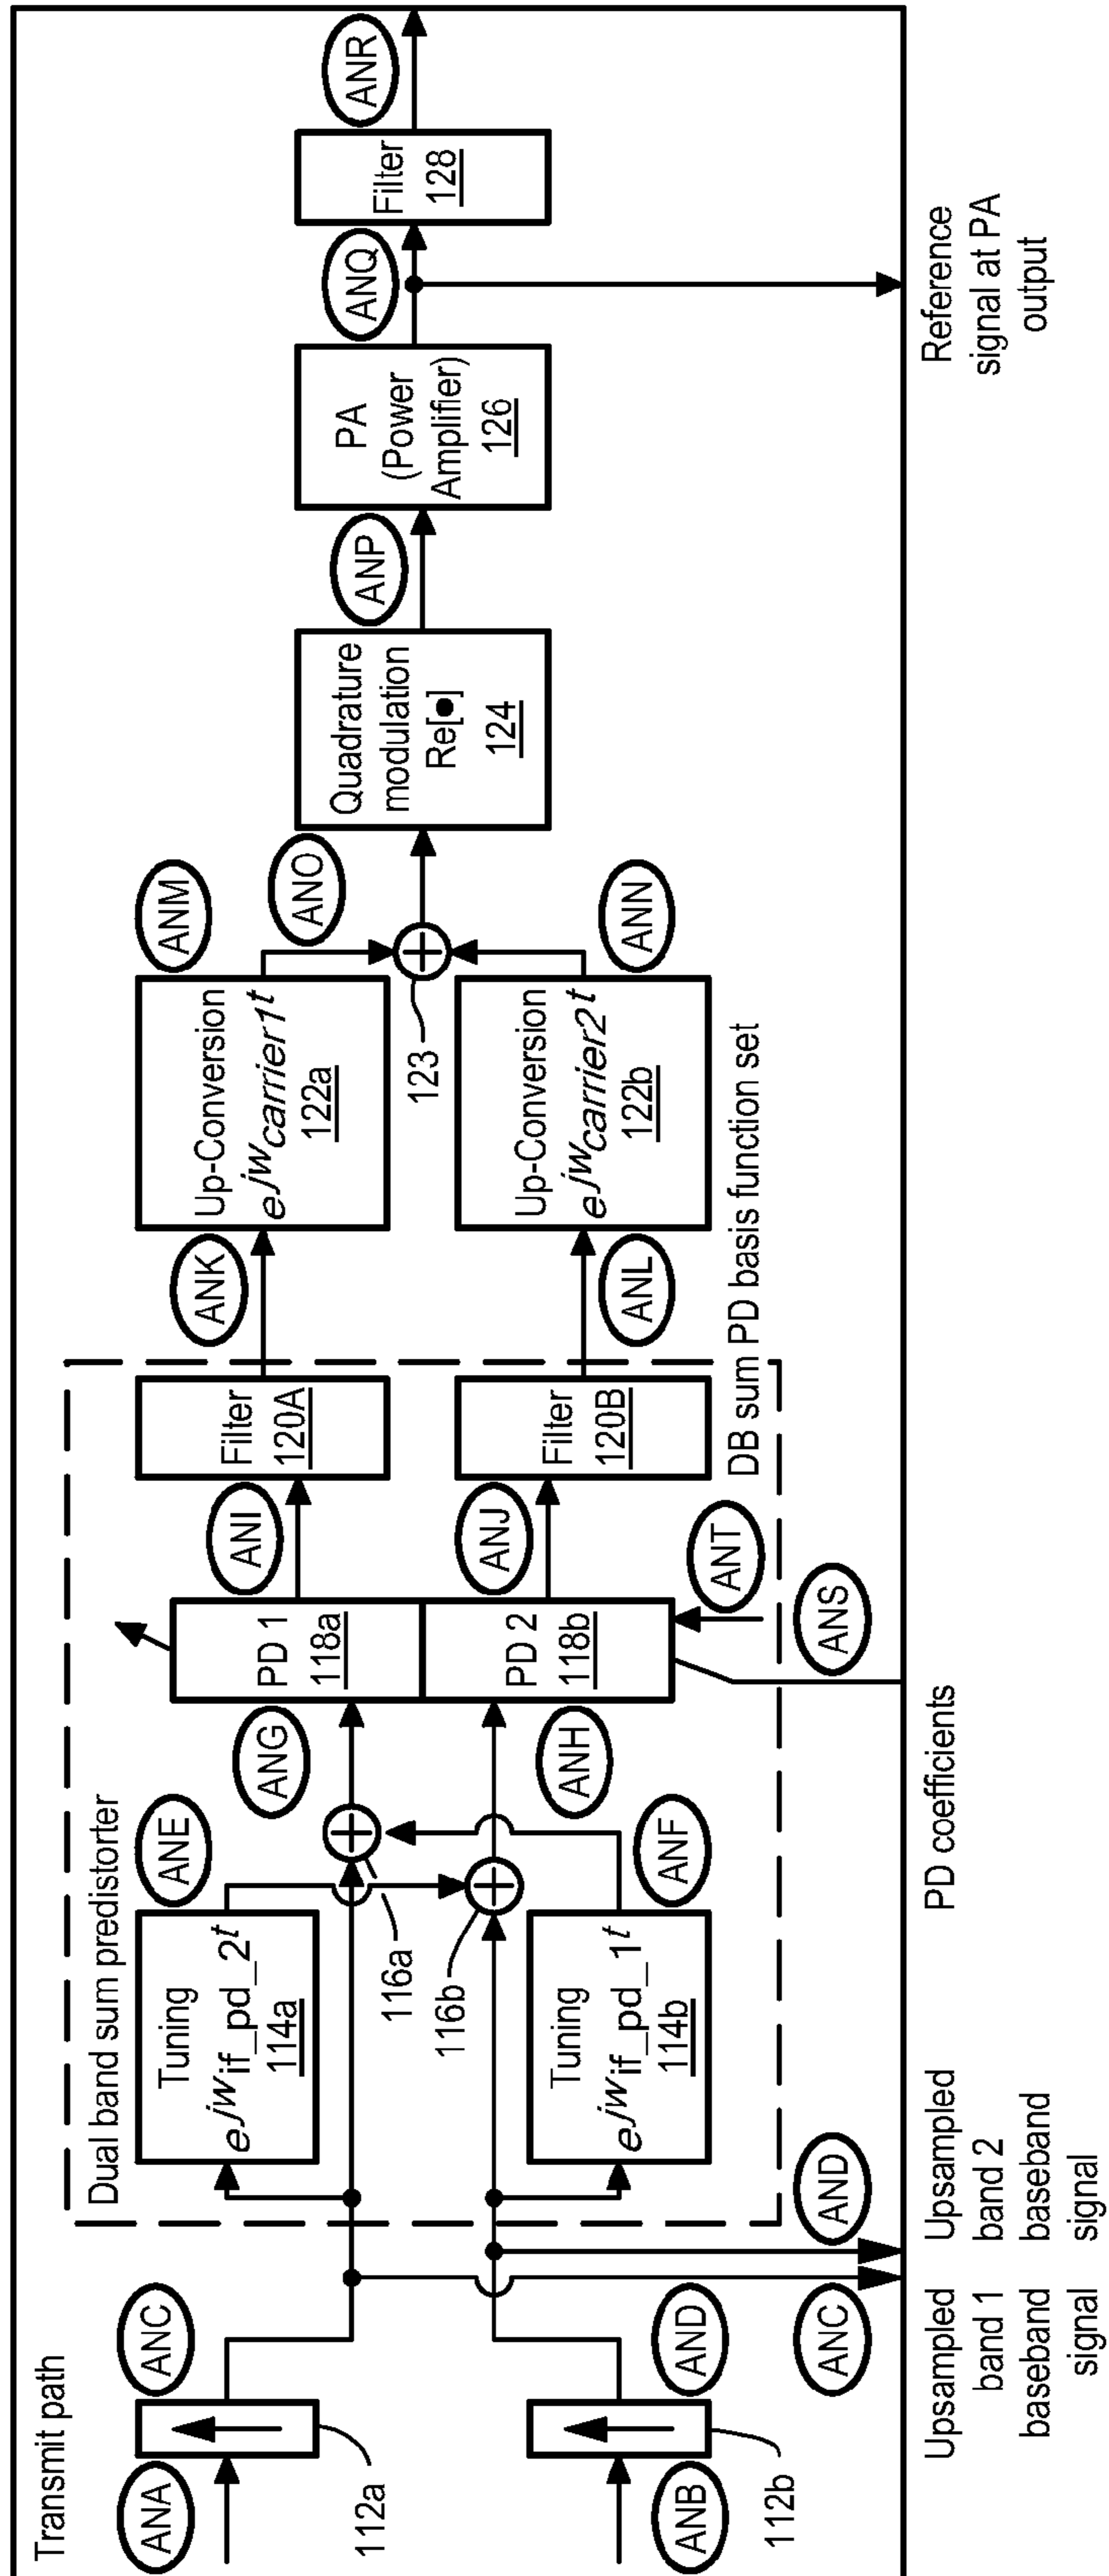 Transmit path
ANA
112a
ANC
ANB
112b
AND
Upsampled
band 1
baseband
signal
ANC
Upsampled
band 2
baseband
signal
AND
Dual band sum predistorter
Tuning
e^jw_if_pd_2^t
114a
ANE
Tuning
e^jw_if_pd_1^t
114b
ANF
116a
116b
ANG
ANH
PD 1
118a
PD 2
118b
PD coefficients
ANS
ANT
DB sum PD basis function set
ANI
ANJ
Filter
120A
Filter
120B
ANK
ANL
Up-Conversion
e^jw_carrier1^t
122a
Up-Conversion
e^jw_carrier2^t
122b
ANM
ANN
123
ANO
Quadrature
modulation
Re[●]
124
ANP
PA
(Power
Amplifier)
126
ANQ
Reference
signal at PA
output
Filter
128
ANR